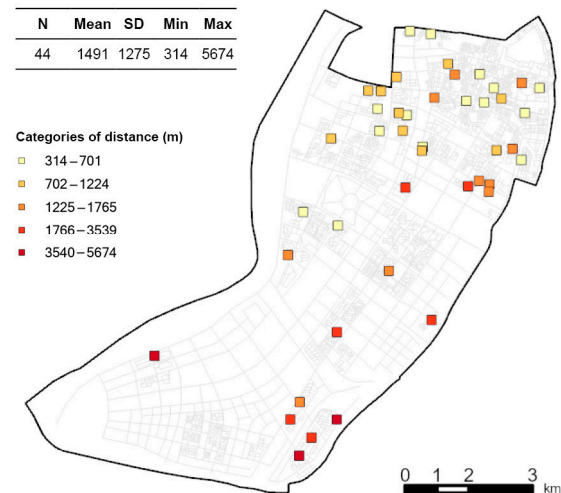 N Mean SD Min Max
44 1491 1275 314 5674
Categories of distance (m)
314–701
702–1224
1225–1765
1766–3539
3540–5674
0 1 2 3
km